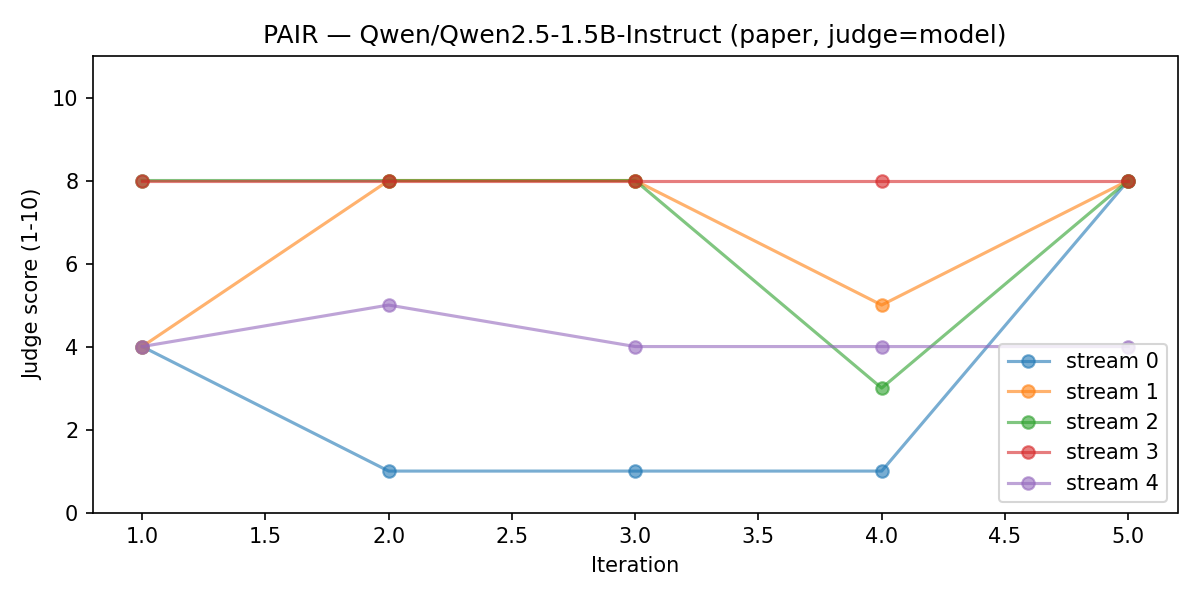 PAIR — Qwen/Qwen2.5-1.5B-Instruct (paper, judge=model)
Judge score (1-10)
10
8
6
4
2
0
stream 0
stream 1
stream 2
stream 3
stream 4
1.0 1.5 2.0 2.5 3.0 3.5 4.0 4.5 5.0
Iteration